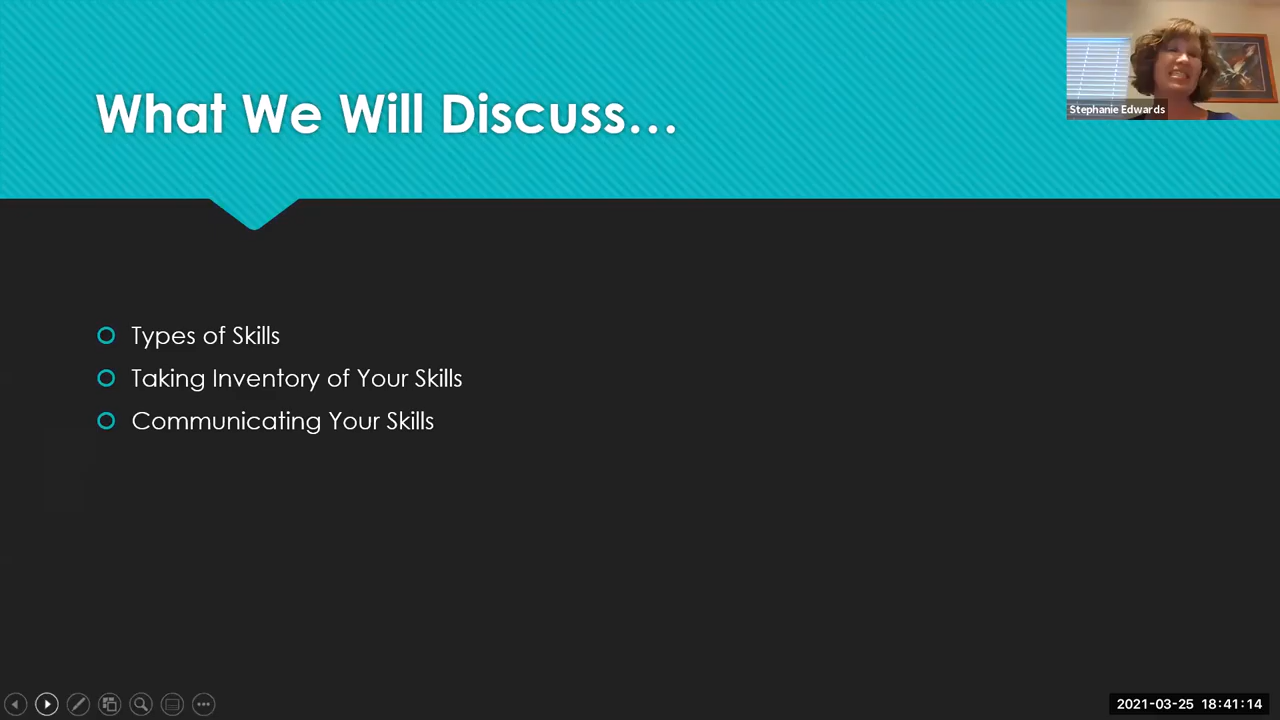 What We Will Discuss…
Stephanie Edwards
Types of Skills
Taking Inventory of Your Skills
Communicating Your Skills
2021-03-25 18:41:14